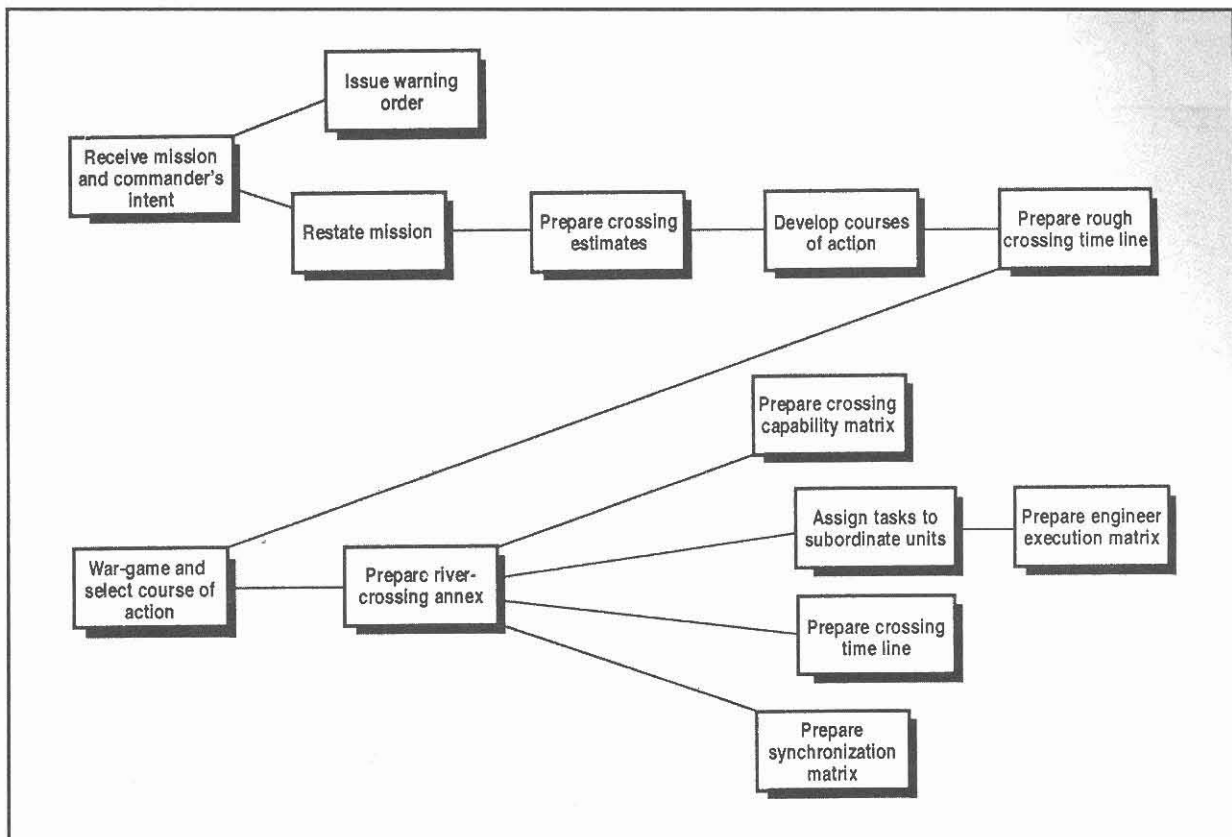 Issue warning
order
Receive mission
and commander's
intent
Restate mission
Prepare crossing
estimates
Develop courses
of action
Prepare rough
crossing time line
Prepare crossing
capability matrix
Assign tasks to
subordinate units
Prepare engineer
execution matrix
War-game and
select course of
action
Prepare river-
crossing annex
Prepare crossing
time line
Prepare
synchronization
matrix